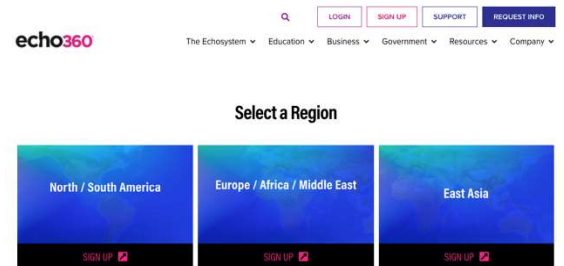 LOGIN SIGN UP SUPPORT REQUEST INFO
echo360
The Echosystem Education Business Government Resources Company
Select a Region
North / South America Europe / Africa / Middle East East Asia
SIGN UP SIGN UP SIGN UP